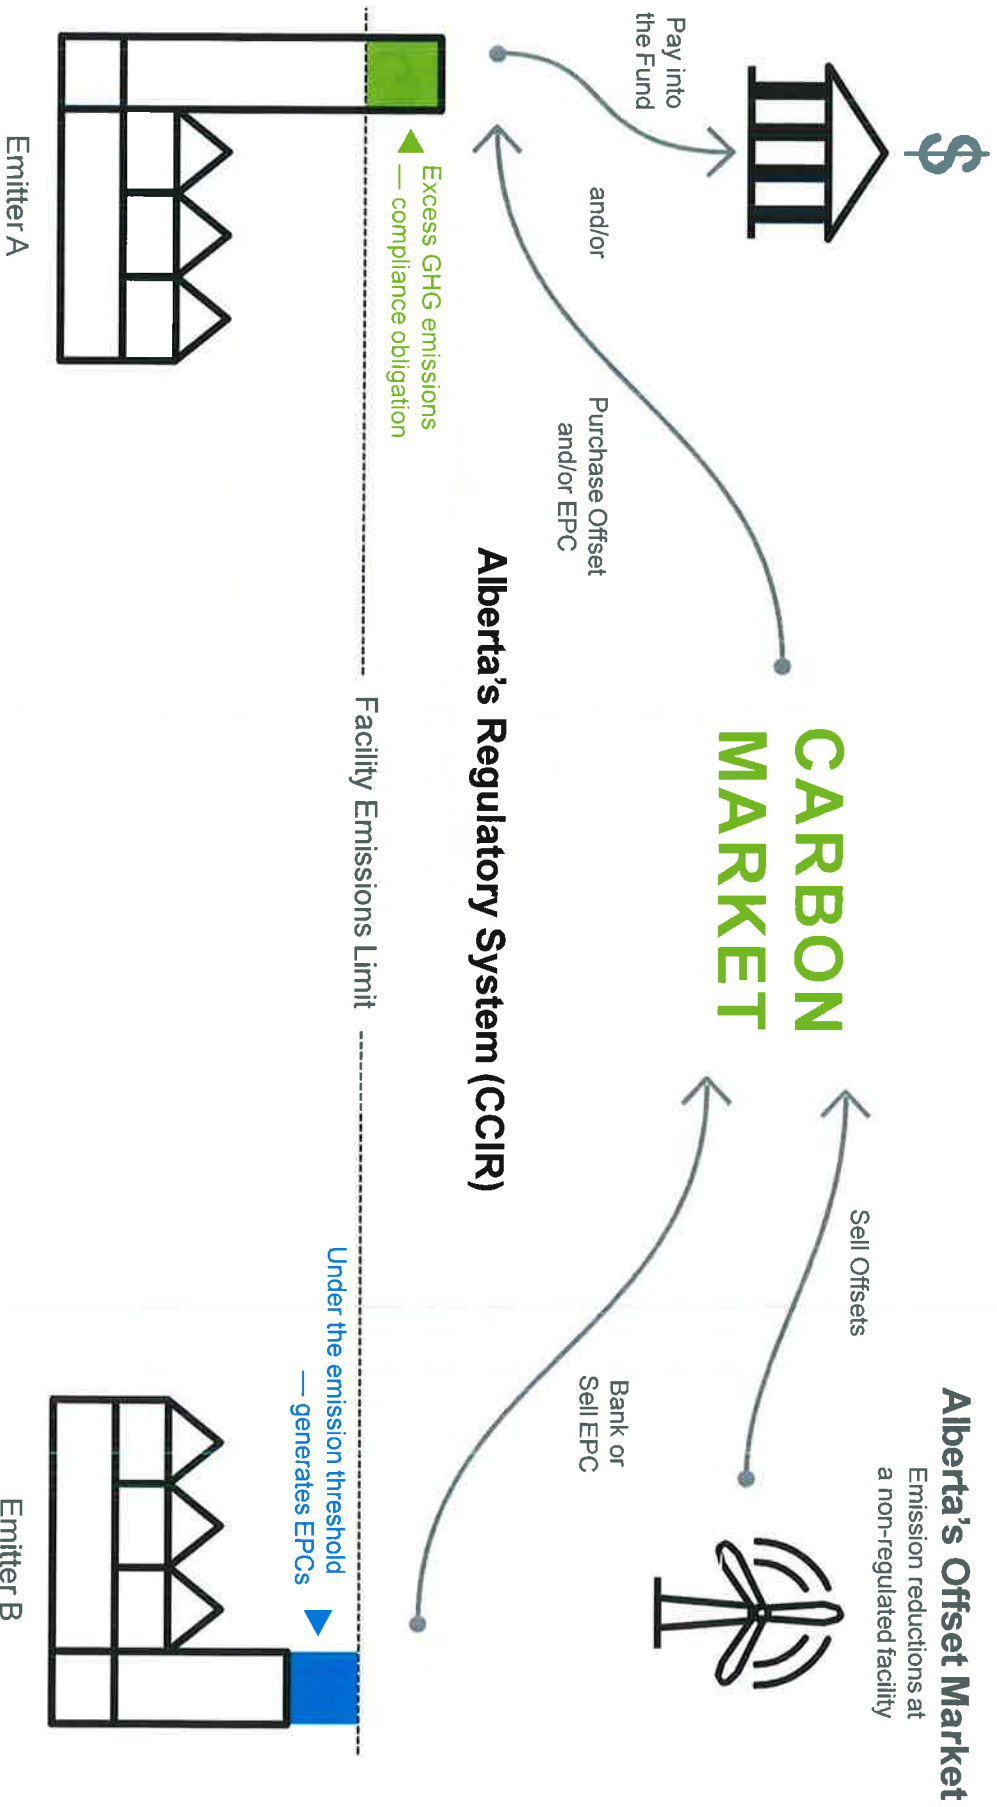 $
Pay into
the Fund
and/or
Purchase Offset
and/or EPC
CARBON
MARKET
Sell Offsets
Alberta's Offset Market
Emission reductions at
a non-regulated facility
Bank or
Sell EPC
Alberta's Regulatory System (CCIR)
Excess GHG emissions
— compliance obligation
Facility Emissions Limit
Under the emission threshold
— generates EPCs
Emitter A
Emitter B